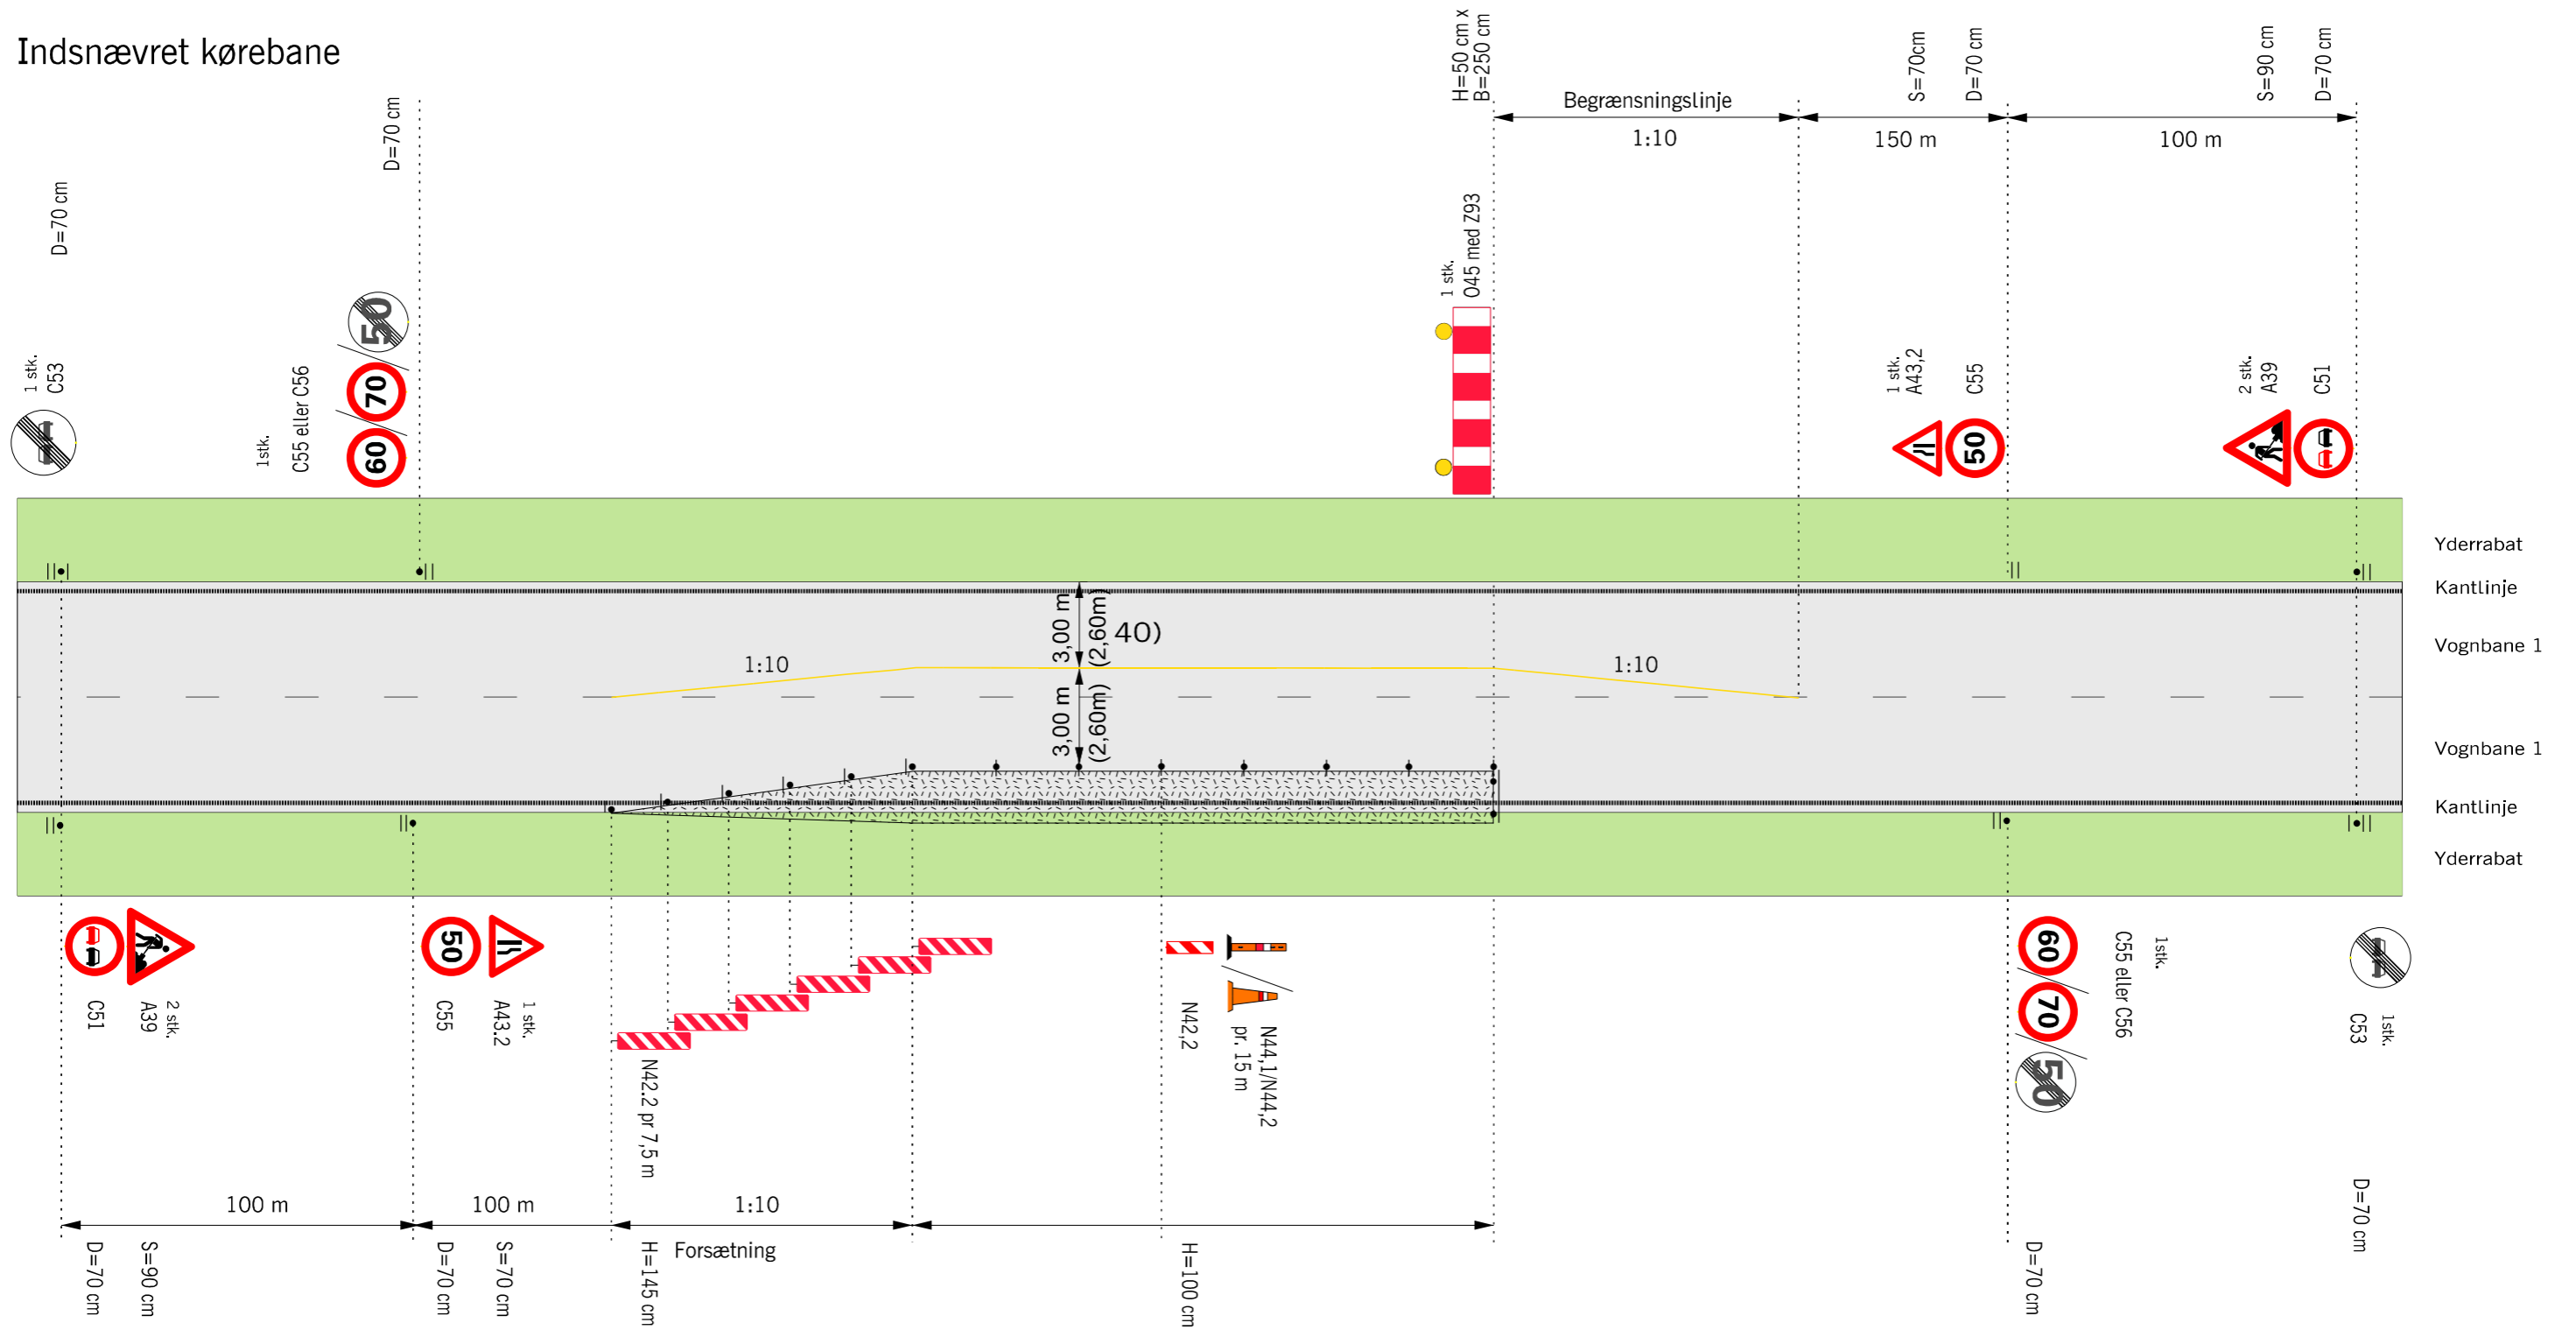 Indsnævret kørebane
D=70 cm
D=70 cm
H=50 cm x
B=250 cm
Begrænsningslinje
1:10
S=70cm
D=70 cm
150 m
S=90 cm
D=70 cm
100 m
1 stk.
C53
1stk.
C55 eller C56
50
70
60
1 stk.
O45 med Z93
1 stk.
A43,2
C55
50
2 stk.
A39
C51
Yderrabat
Kantlinje
Vognbane 1
Vognbane 1
Kantlinje
Yderrabat
3,00 m
(2,60m)
40)
1:10
1:10
3,00 m
(2,60m)
C51
A39
2 stk.
50
C55
A43.2
1 stk.
N42.2 pr 7,5 m
N42,2
N44,1/N44,2
pr. 15 m
60
70
50
C55 eller C56
1stk.
C53
1stk.
100 m
100 m
1:10
Forsætning
D=70 cm
S=90 cm
D=70 cm
S=70 cm
H=145 cm
H=100 cm
D=70 cm
D=70 cm